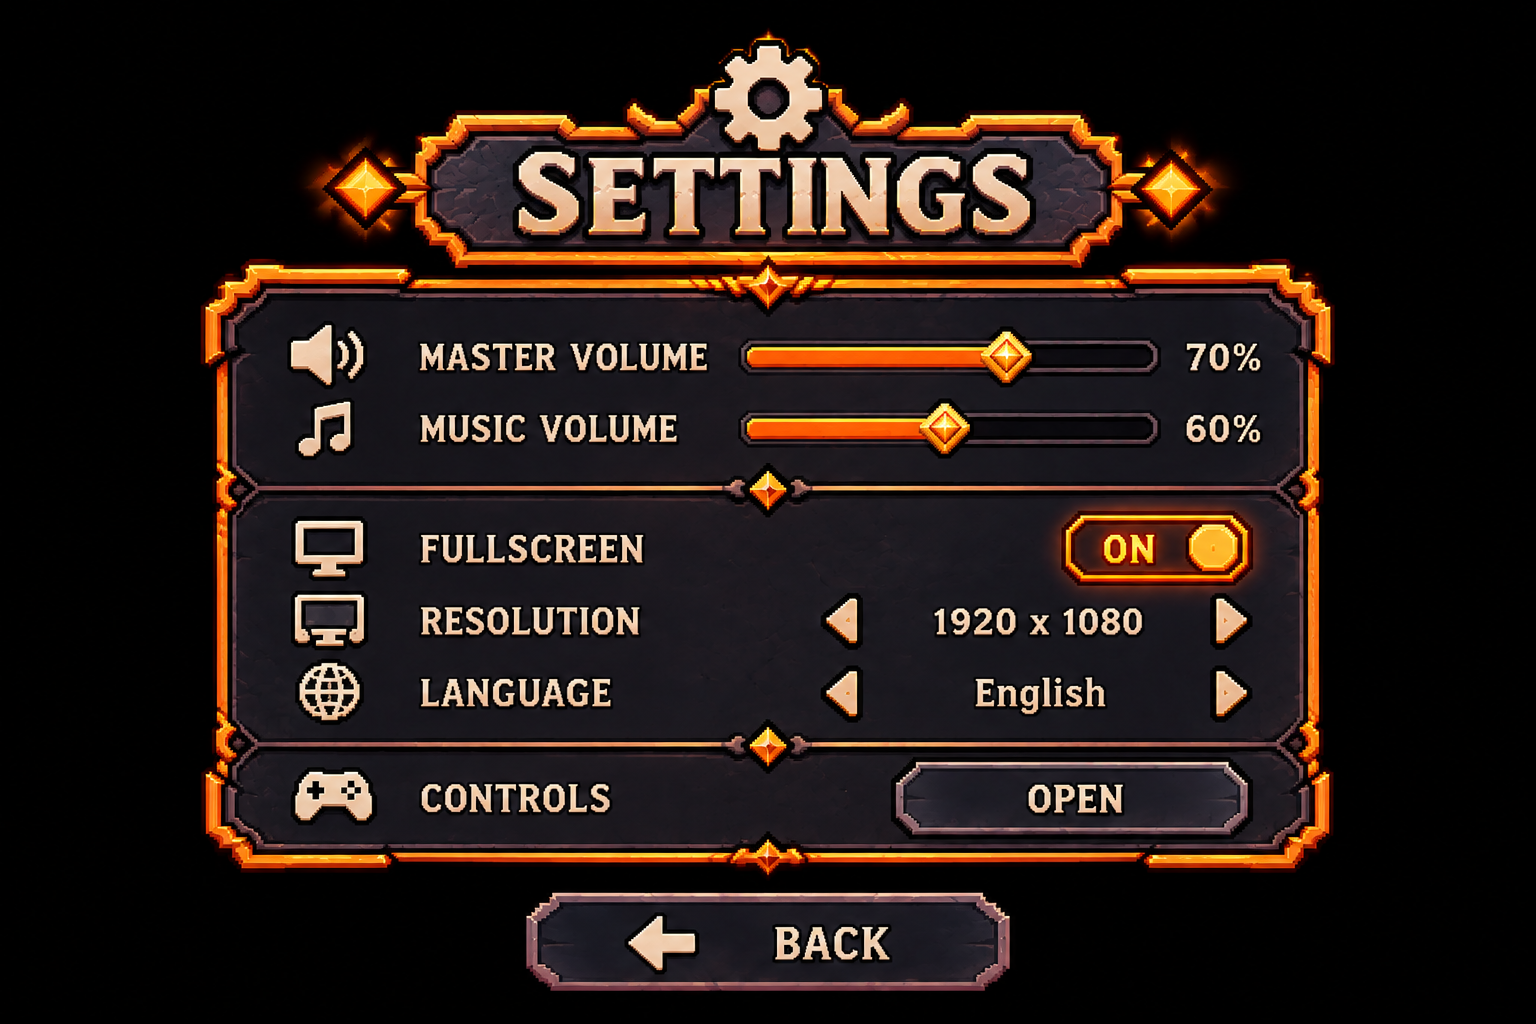 SETTINGS
MASTER VOLUME 70%
MUSIC VOLUME 60%
FULLSCREEN ON
RESOLUTION 1920 x 1080
LANGUAGE English
CONTROLS OPEN
BACK